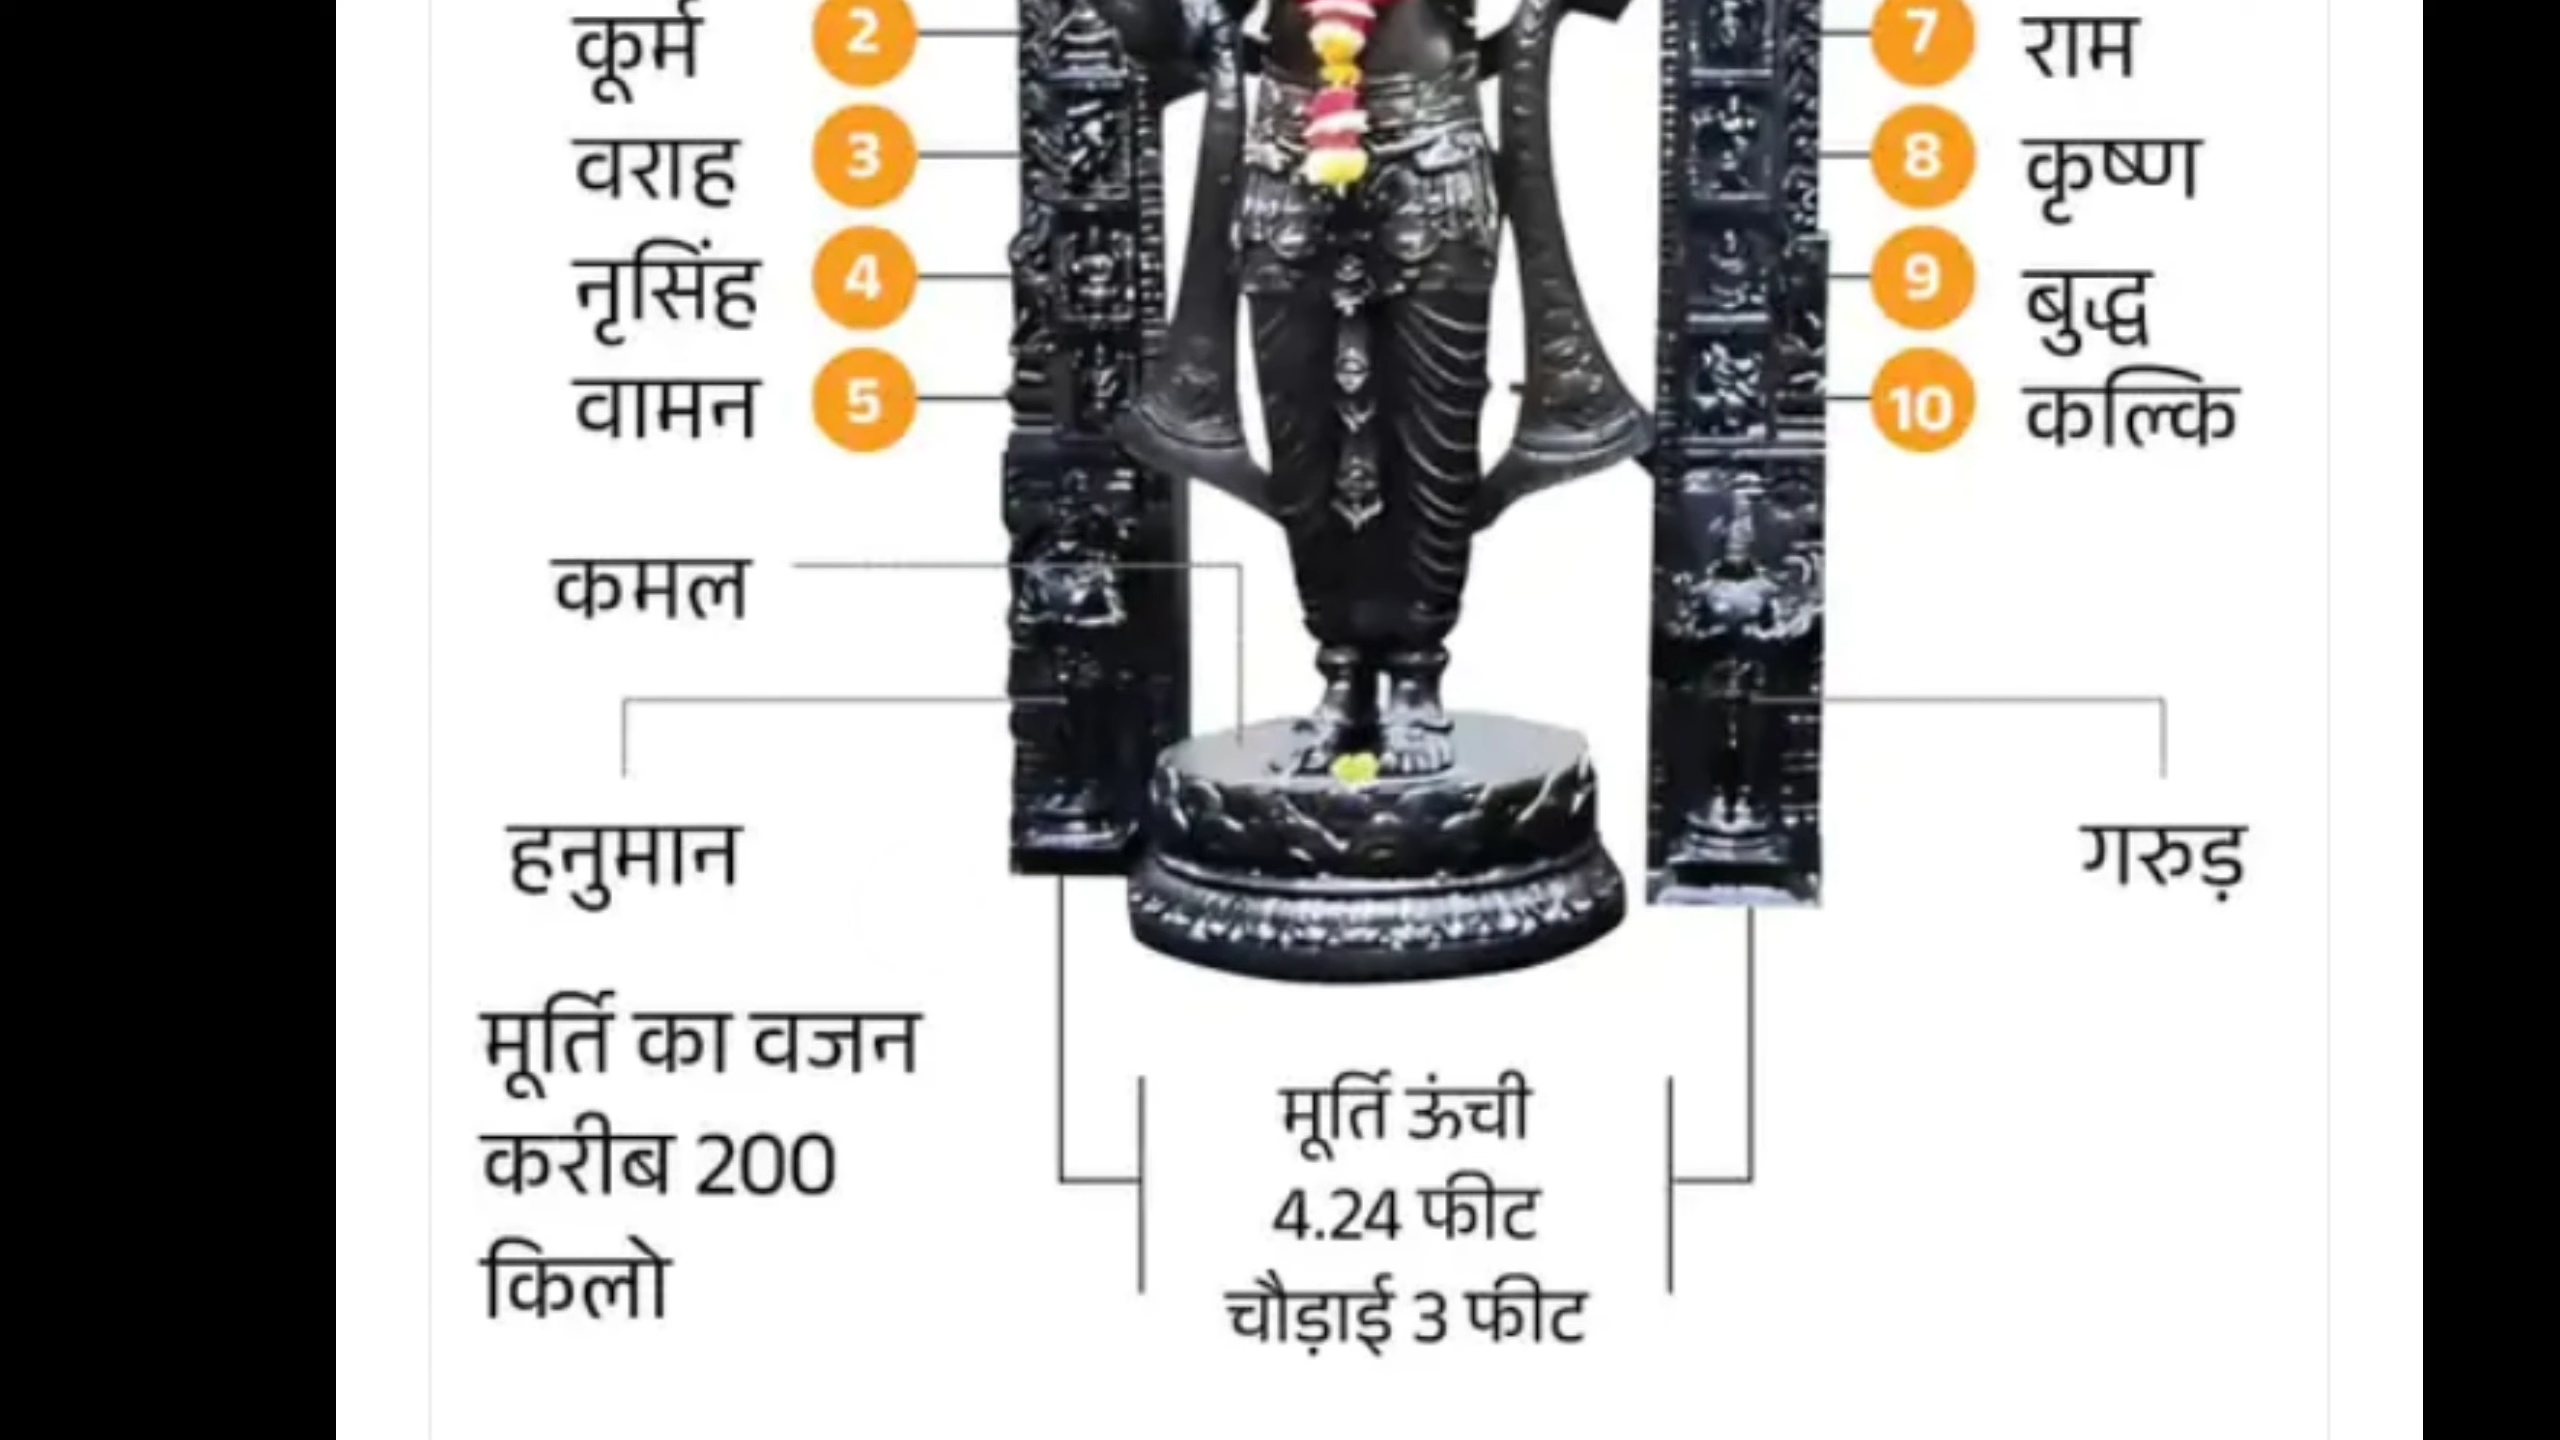 कूर्म 2
वराह 3
नृसिंह 4
वामन 5
7 राम
8 कृष्ण
9 बुद्ध
10 कल्कि
कमल
हनुमान
गरुड़
मूर्ति का वजन
करीब 200
किलो
मूर्ति ऊंची
4.24 फीट
चौड़ाई 3 फीट